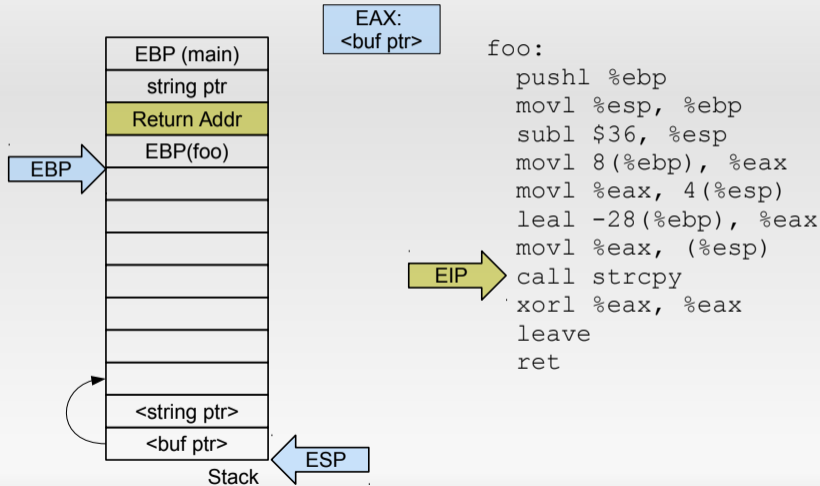 EAX:
<buf ptr>
EBP (main)
string ptr
Return Addr
EBP(foo)
EBP
<string ptr>
<buf ptr>
ESP
Stack
foo:
pushl %ebp
movl %esp, %ebp
subl $36, %esp
movl 8(%ebp), %eax
movl %eax, 4(%esp)
leal -28(%ebp), %eax
movl %eax, (%esp)
EIP
call strcpy
xorl %eax, %eax
leave
ret